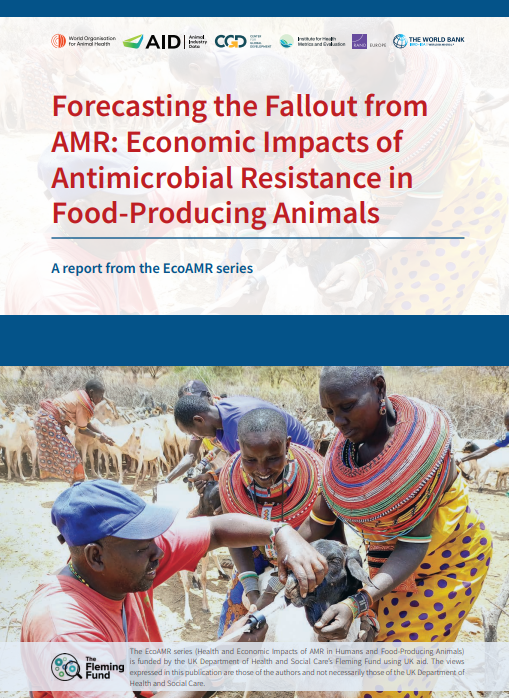 World Organisation
for Animal Health
AID
Animal
Industry
Data
CGD
CENTER
FOR
GLOBAL
DEVELOPMENT
Institute for Health
Metrics and Evaluation
RAND
EUROPE
THE WORLD BANK
Forecasting the Fallout from
AMR: Economic Impacts of
Antimicrobial Resistance in
Food-Producing Animals
A report from the EcoAMR series
The
Fleming
Fund
The EcoAMR series (Health and Economic Impacts of AMR in Humans and Food-Producing Animals)
is funded by the UK Department of Health and Social Care's Fleming Fund using UK aid. The views
expressed in this publication are those of the authors and not necessarily those of the UK Department of
Health and Social Care.